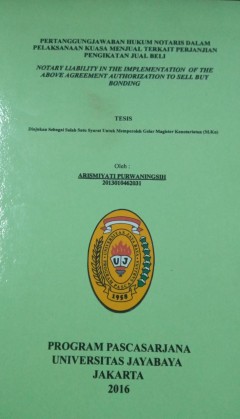 PERTANGGUNGJAWABAN HUKUM NOTARIS DALAM
PELAKSANAAN KUASA MENJUAL TERKAIT PERJANJIAN
PENGIKATAN JUAL BELI
NOTARY LIABILITY IN THE IMPLEMENTATION OF THE
ABOVE AGREEMENT AUTHORIZATION TO SELL BUY
BONDING
TESIS
Diajukan Sebagai Salah Satu Syarat Untuk Memperoleh Gelar Magister Kenotariatan (M.Kn)
Oleh :
ARISMIYATI PURWANINGSIH
2013010462031
UJ
1958
PROGRAM PASCASARJANA
UNIVERSITAS JAYABAYA
JAKARTA
2016